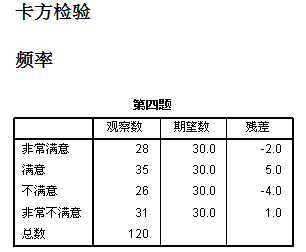 卡方检验
频率
第四题
观察数 期望数 残差
非常满意 28 30.0 -2.0
满意 35 30.0 5.0
不满意 26 30.0 -4.0
非常不满意 31 30.0 1.0
总数 120